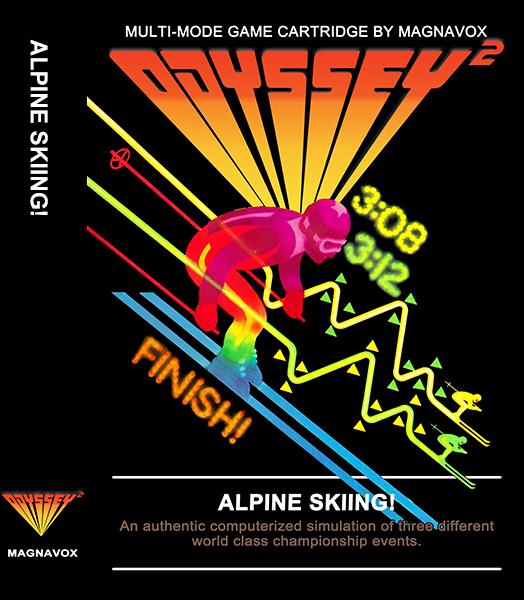 MULTI-MODE GAME CARTRIDGE BY MAGNAVOX
ODYSSEY²
ALPINE SKIING!
3:08
3:12
FINISH!
ALPINE SKIING!
An authentic computerized simulation of three different
world class championship events.
ODYSSEY²
MAGNAVOX